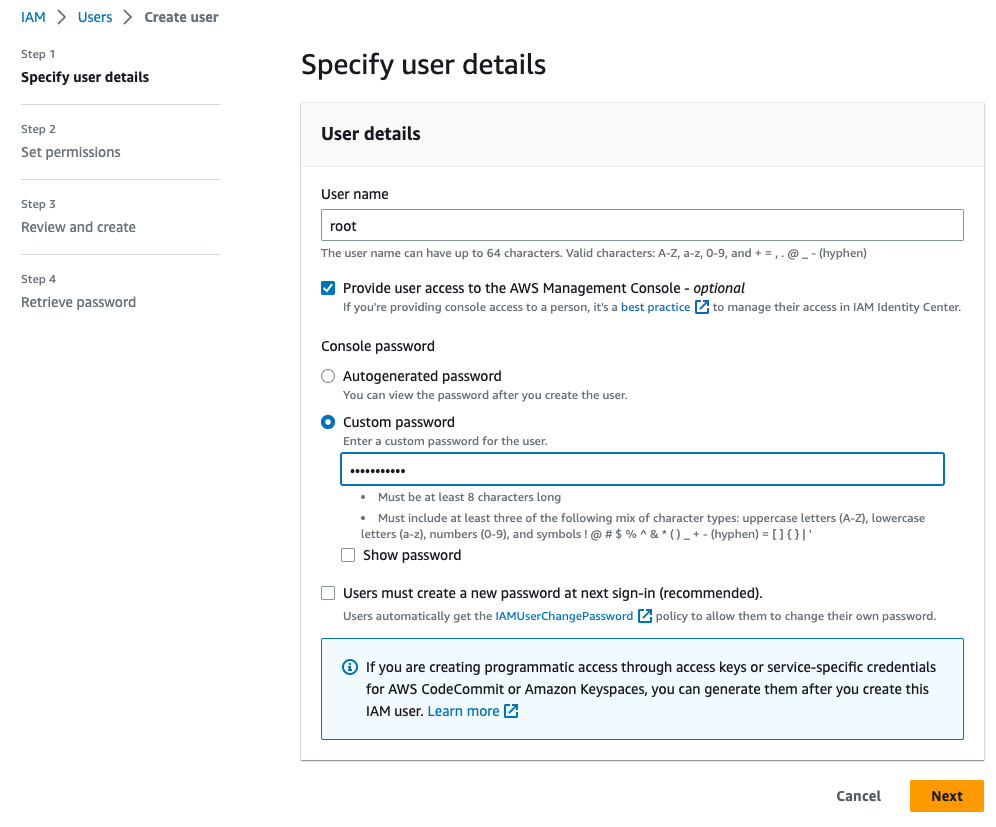 IAM > Users > Create user
Step 1
Specify user details
Step 2
Set permissions
Step 3
Review and create
Step 4
Retrieve password
Specify user details
User details
User name
root
The user name can have up to 64 characters. Valid characters: A-Z, a-z, 0-9, and + = , . @ _ - (hyphen)
Provide user access to the AWS Management Console - optional
If you're providing console access to a person, it's a best practice to manage their access in IAM Identity Center.
Console password
Autogenerated password
You can view the password after you create the user.
Custom password
Enter a custom password for the user.
•••••••••••
• Must be at least 8 characters long
• Must include at least three of the following mix of character types: uppercase letters (A-Z), lowercase
letters (a-z), numbers (0-9), and symbols ! @ # $ % ^ & * ( ) _ + - (hyphen) = [ ] { } | '
Show password
Users must create a new password at next sign-in (recommended).
Users automatically get the IAMUserChangePassword policy to allow them to change their own password.
If you are creating programmatic access through access keys or service-specific credentials
for AWS CodeCommit or Amazon Keyspaces, you can generate them after you create this
IAM user. Learn more
Cancel
Next